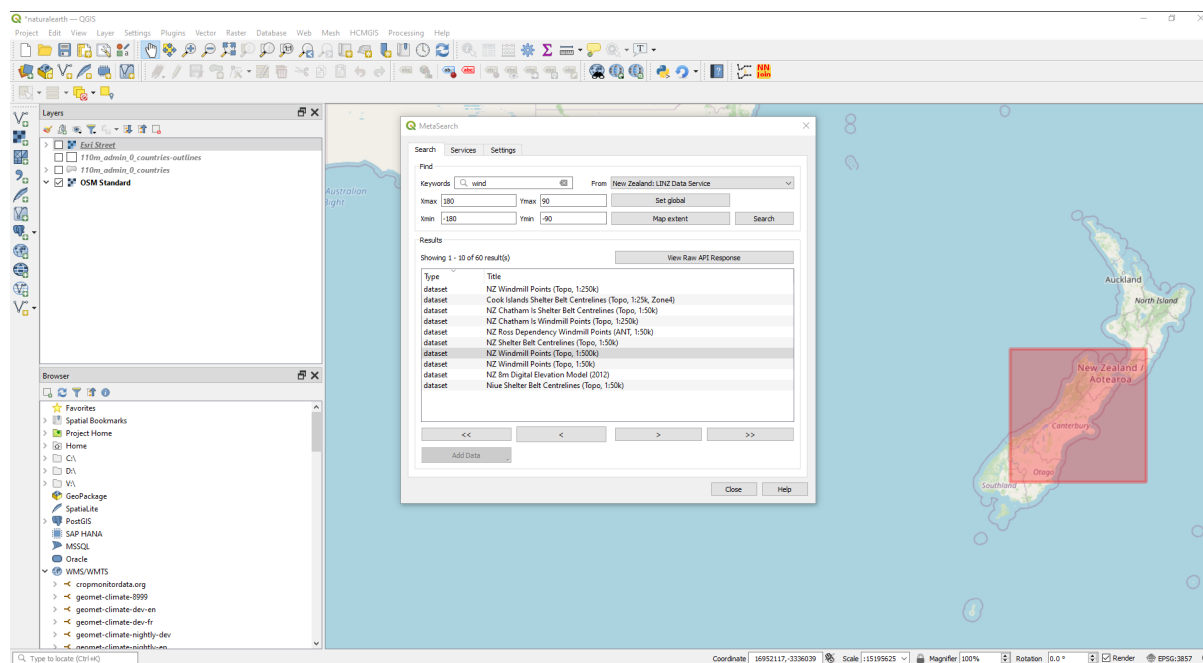 *naturalearth — QGIS
Project Edit View Layer Settings Plugins Vector Raster Database Web Mesh HCMGIS Processing Help
NN
join
Layers
Esri Street
110m_admin_0_countries-outlines
110m_admin_0_countries
OSM Standard
Browser
Favorites
Spatial Bookmarks
Project Home
Home
C:\
D:\
V:\
GeoPackage
SpatiaLite
PostGIS
SAP HANA
MSSQL
Oracle
WMS/WMTS
cropmonitordata.org
geomet-climate-8999
geomet-climate-dev-en
geomet-climate-dev-fr
geomet-climate-nightly-dev
geomet-climate-nightly-en
MetaSearch
Search Services Settings
Find
Keywords wind From New Zealand: LINZ Data Service
Xmax 180 Ymax 90 Set global
Xmin -180 Ymin -90 Map extent Search
Results
Showing 1 - 10 of 60 result(s) View Raw API Response
Type Title
dataset NZ Windmill Points (Topo, 1:250k)
dataset Cook Islands Shelter Belt Centrelines (Topo, 1:25k, Zone4)
dataset NZ Chatham Is Shelter Belt Centrelines (Topo, 1:50k)
dataset NZ Chatham Is Windmill Points (Topo, 1:250k)
dataset NZ Ross Dependency Windmill Points (ANT, 1:50k)
dataset NZ Shelter Belt Centrelines (Topo, 1:50k)
dataset NZ Windmill Points (Topo, 1:500k)
dataset NZ Windmill Points (Topo, 1:50k)
dataset NZ 8m Digital Elevation Model (2012)
dataset Niue Shelter Belt Centrelines (Topo, 1:50k)
<< < > >>
Add Data
Close Help
Australian
Bight
Auckland
North Island
New Zealand /
Aotearoa
Canterbury
Otago
Southland
Type to locate (Ctrl+K) Coordinate 16952117,-3336039 Scale :15195625 Magnifier 100% Rotation 0.0 ° Render EPSG:3857